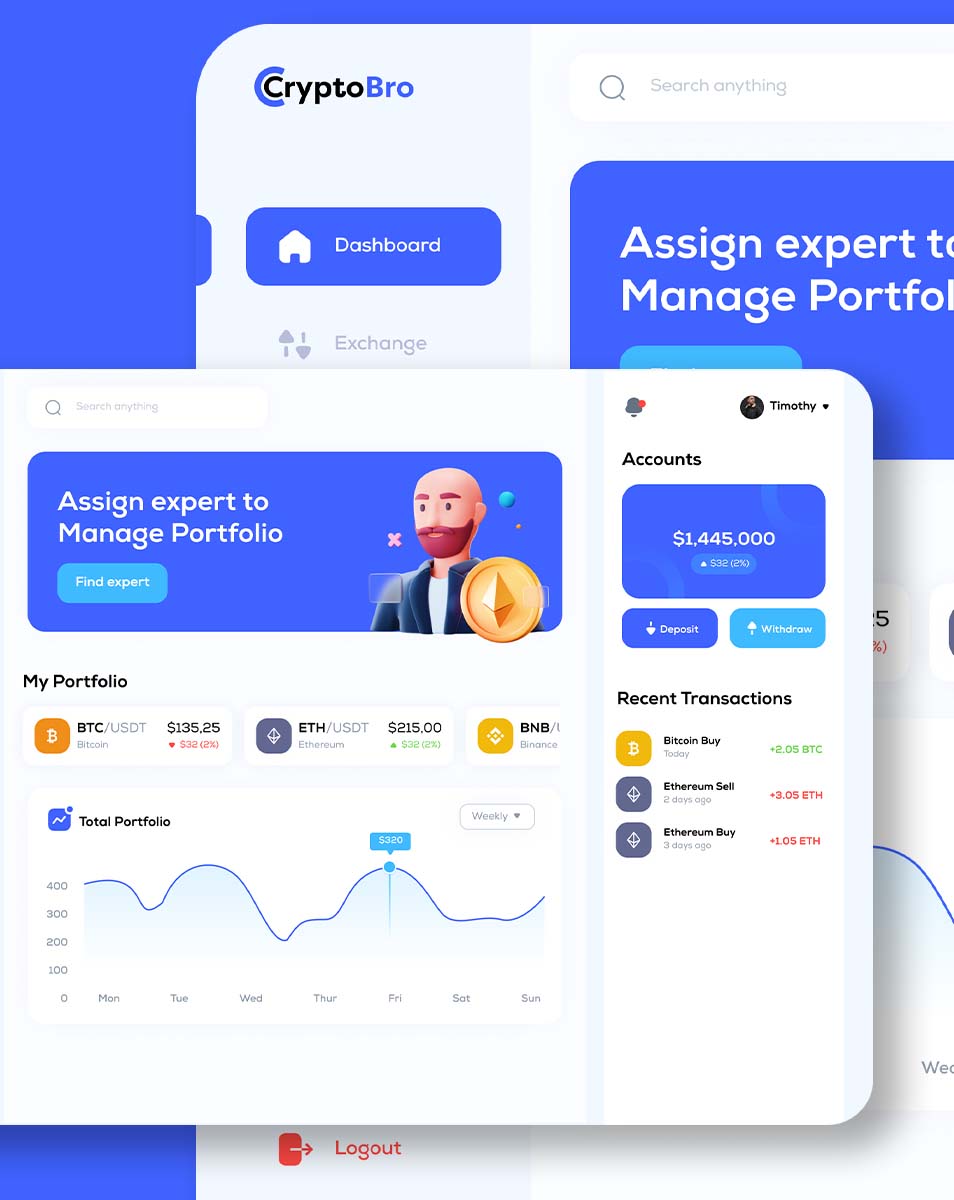 CryptoBro
Search anything
Dashboard
Assign expert to
Manage
Exchange
Search anything
Timothy
Assign expert to
Manage Portfolio
Find expert
Accounts
$1,445,000
$32 (2%)
Deposit
Withdraw
My Portfolio
BTC/USDT $135,25
Bitcoin $32 (2%)
ETH/USDT $215,00
Ethereum $32 (2%)
BNB/
Binance
Recent Transactions
Bitcoin Buy
Today
+2.05 BTC
Ethereum Sell
2 days ago
+3.05 ETH
Ethereum Buy
3 days ago
+1.05 ETH
Total Portfolio
Weekly
$320
400
300
200
100
0
Mon Tue Wed Thur Fri Sat Sun
25
%)
Wed
Logout